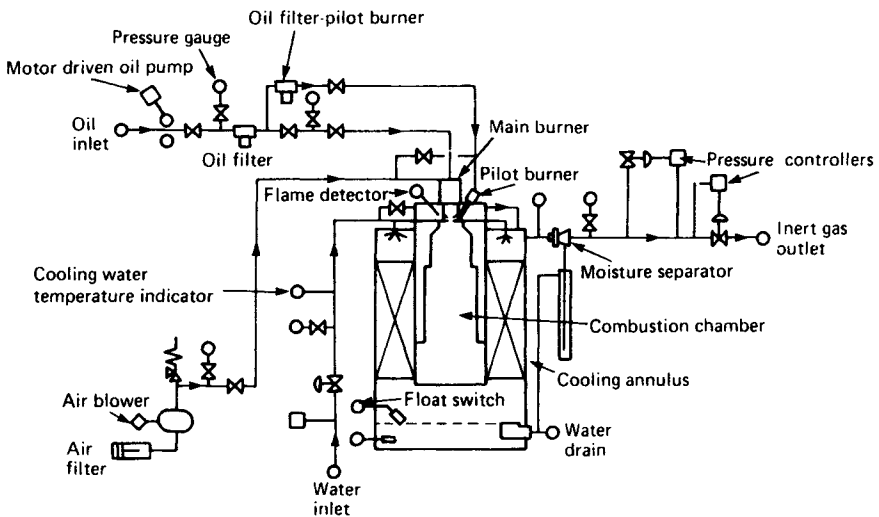 Oil filter-pilot burner
Pressure gauge
Motor driven oil pump
Oil
inlet
Oil filter
Main burner
Pilot burner
Flame detector
Pressure controllers
Inert gas
outlet
Moisture separator
Cooling water
temperature indicator
Combustion chamber
Cooling annulus
Air blower
Float switch
Air
filter
Water
drain
Water
inlet